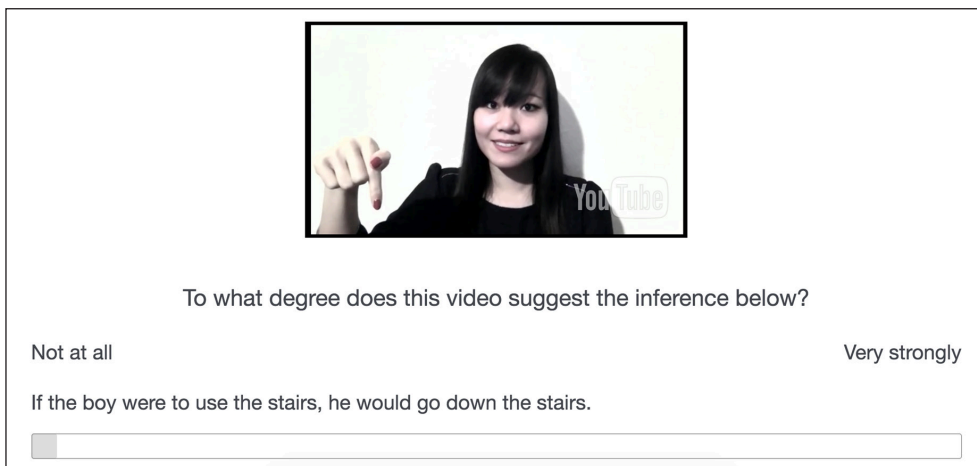 YouTube
To what degree does this video suggest the inference below?
Not at all
Very strongly
If the boy were to use the stairs, he would go down the stairs.